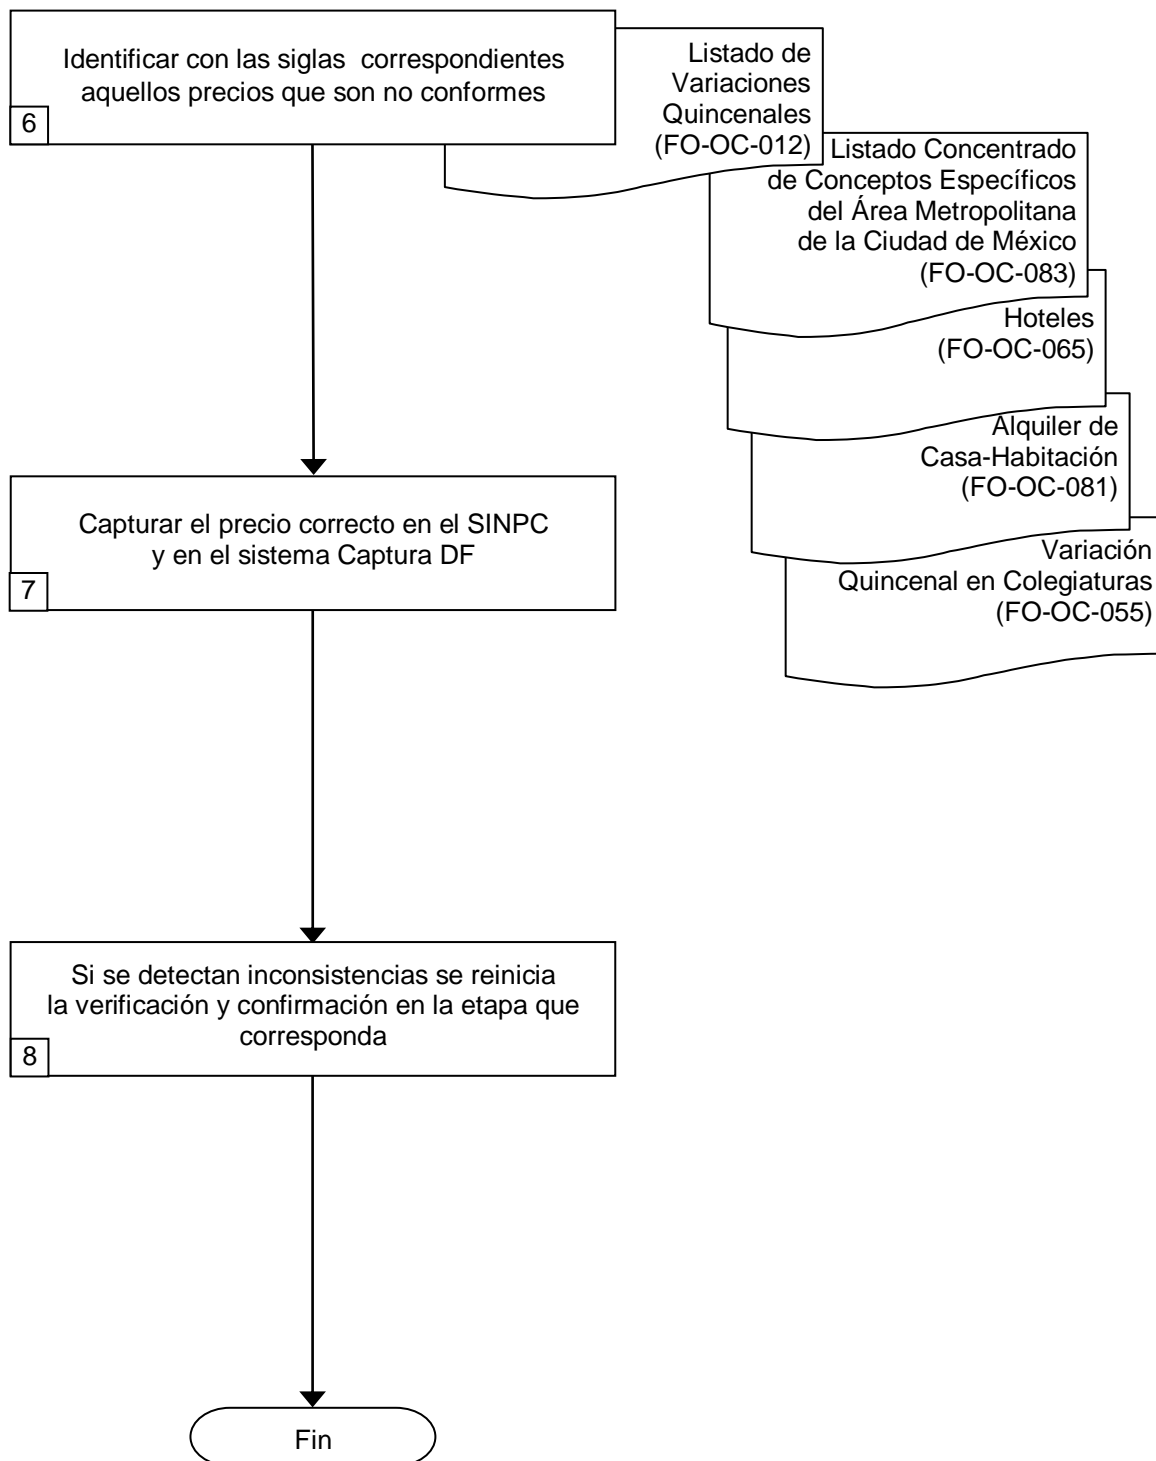 Identificar con las siglas correspondientes
aquellos precios que son no conformes
6
Listado de
Variaciones
Quincenales
(FO-OC-012)
Listado Concentrado
de Conceptos Específicos
del Área Metropolitana
de la Ciudad de México
(FO-OC-083)
Hoteles
(FO-OC-065)
Alquiler de
Casa-Habitación
(FO-OC-081)
Variación
Quincenal en Colegiaturas
(FO-OC-055)
Capturar el precio correcto en el SINPC
y en el sistema Captura DF
7
Si se detectan inconsistencias se reinicia
la verificación y confirmación en la etapa que
corresponda
8
Fin